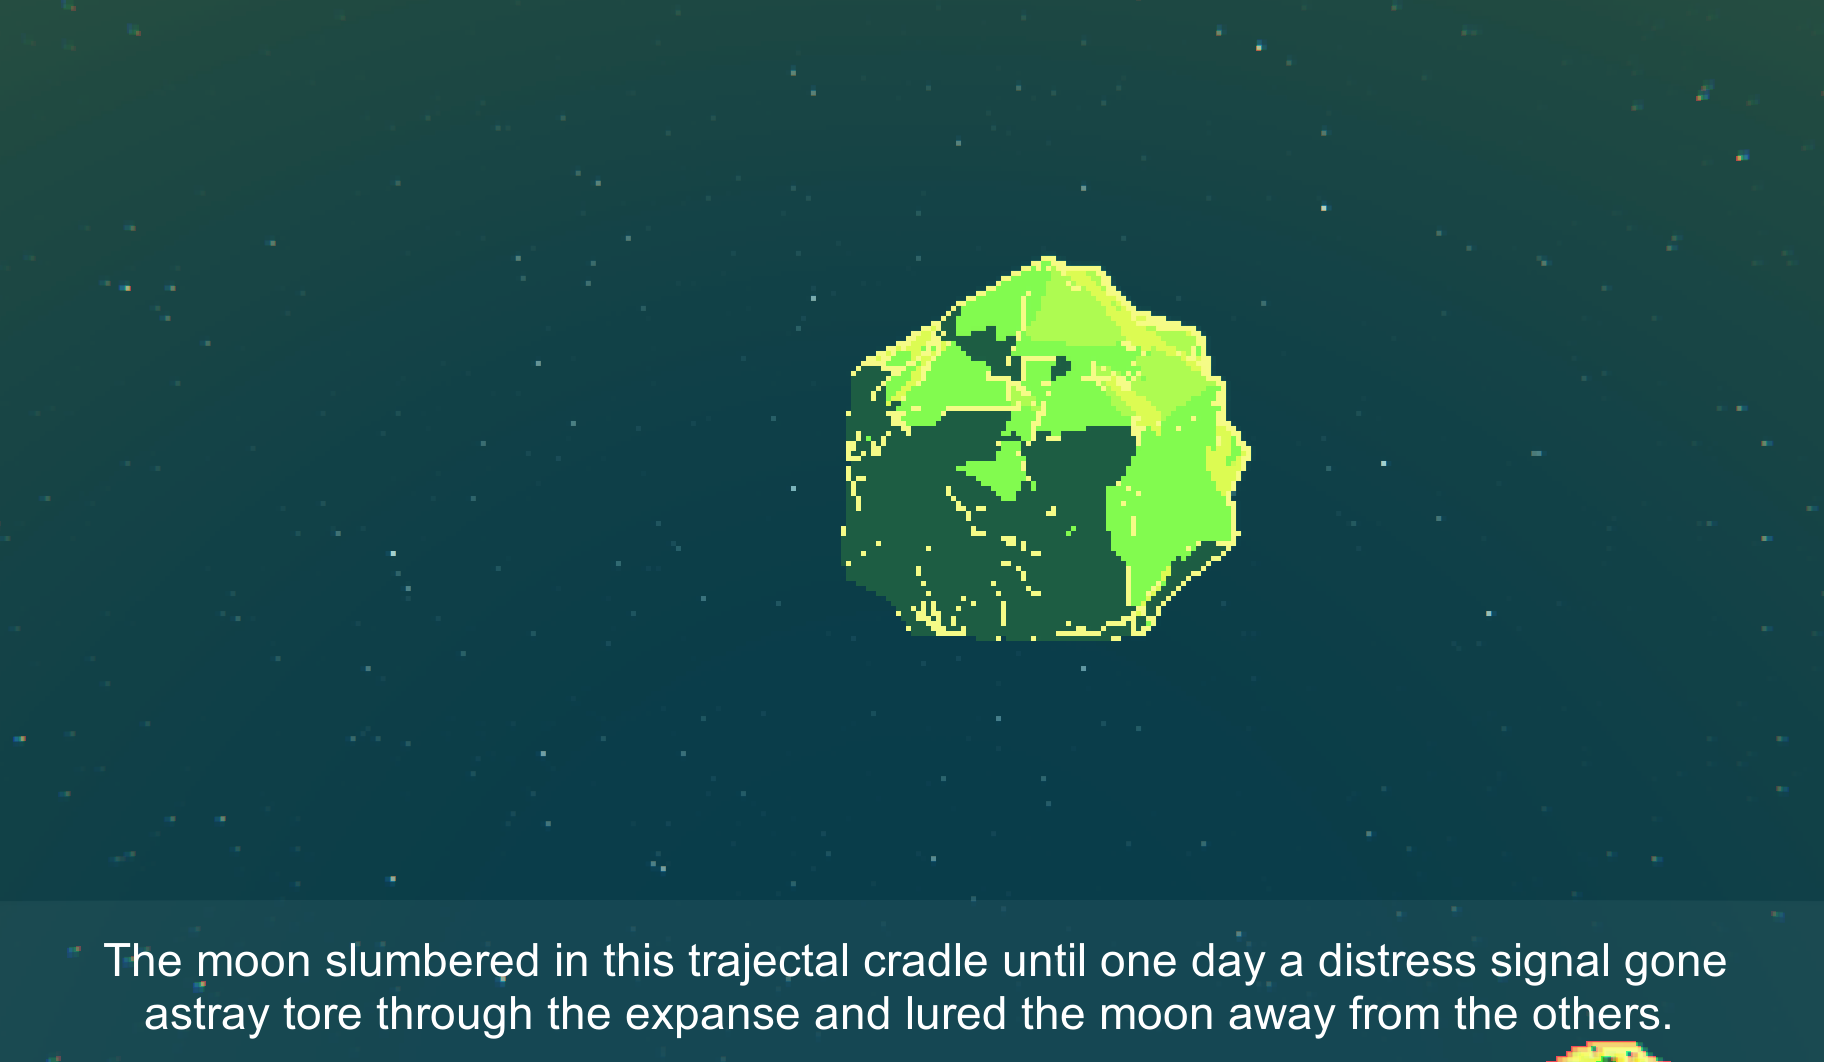 The moon slumbered in this trajectal cradle until one day a distress signal gone
astray tore through the expanse and lured the moon away from the others.